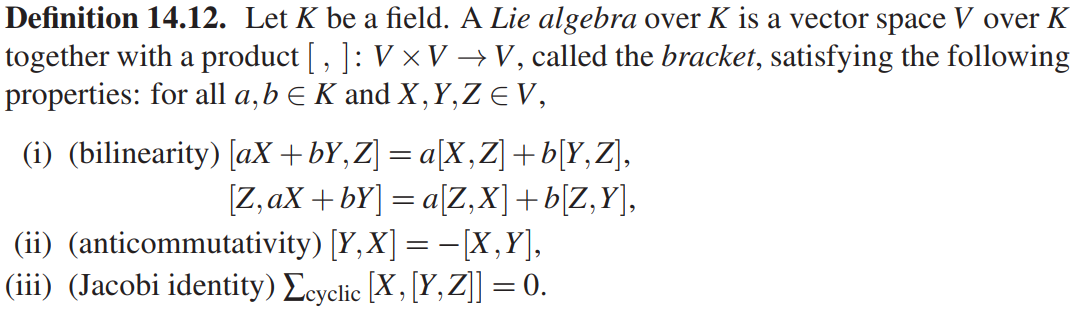 Definition 14.12. Let K be a field. A Lie algebra over K is a vector space V over K
together with a product [ , ]: V × V → V, called the bracket, satisfying the following
properties: for all a,b ∈ K and X,Y,Z ∈ V,
(i) (bilinearity) [aX + bY,Z] = a[X,Z] + b[Y,Z],
[Z,aX + bY] = a[Z,X] + b[Z,Y],
(ii) (anticommutativity) [Y,X] = −[X,Y],
(iii) (Jacobi identity) ∑cyclic [X,[Y,Z]] = 0.